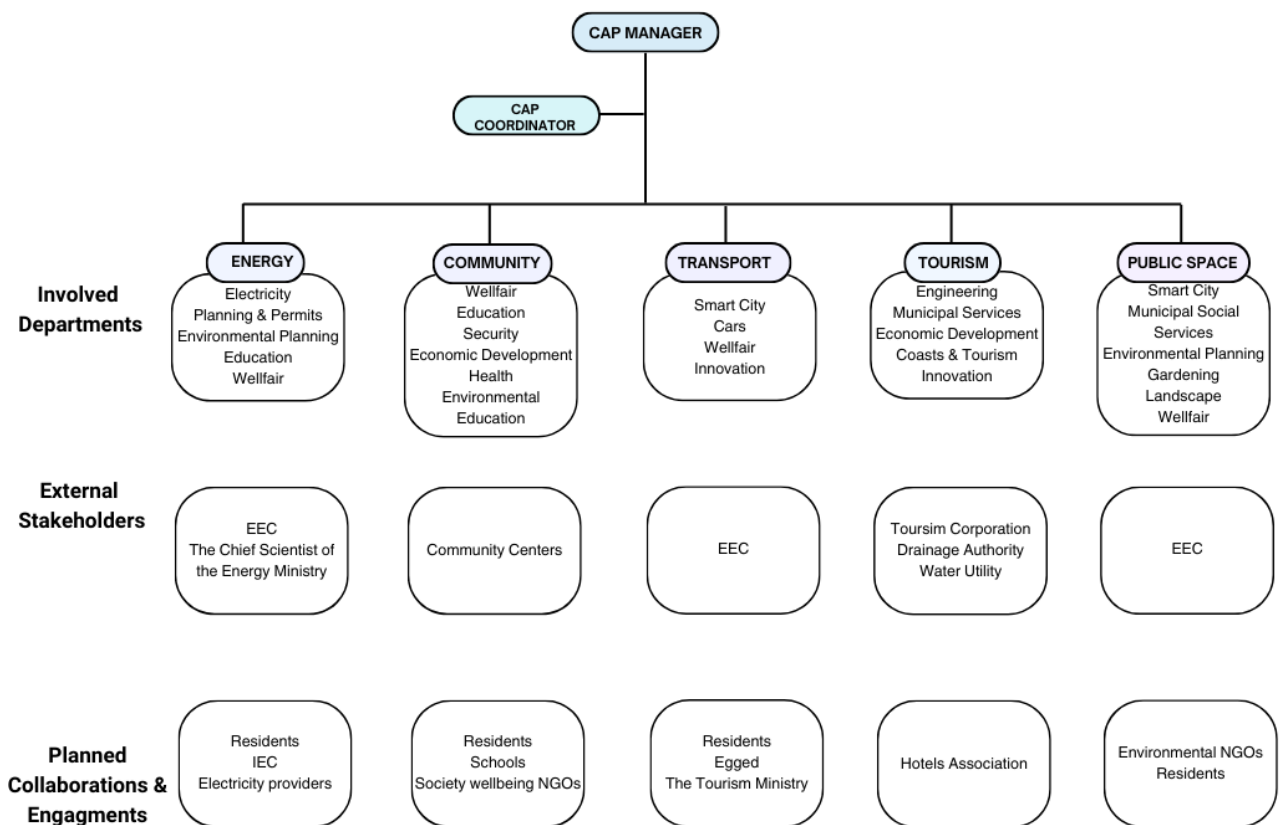 CAP MANAGER
CAP
COORDINATOR
ENERGY
COMMUNITY
TRANSPORT
TOURISM
PUBLIC SPACE
Involved
Departments
Electricity
Planning & Permits
Environmental Planning
Education
Wellfair
Wellfair
Education
Security
Economic Development
Health
Environmental
Education
Smart City
Cars
Wellfair
Innovation
Engineering
Municipal Services
Economic Development
Coasts & Tourism
Innovation
Smart City
Municipal Social
Services
Environmental Planning
Gardening
Landscape
Wellfair
External
Stakeholders
EEC
The Chief Scientist of
the Energy Ministry
Community Centers
EEC
Toursim Corporation
Drainage Authority
Water Utility
EEC
Planned
Collaborations &
Engagments
Residents
IEC
Electricity providers
Residents
Schools
Society wellbeing NGOs
Residents
Egged
The Tourism Ministry
Hotels Association
Environmental NGOs
Residents